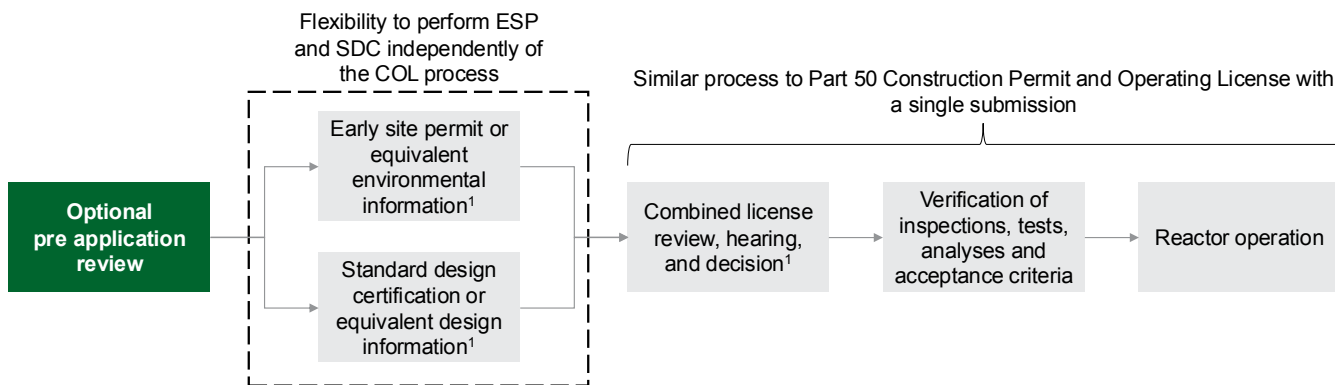 Flexibility to perform ESP
and SDC independently of
the COL process
Similar process to Part 50 Construction Permit and Operating License with
a single submission
Optional
pre application
review
Early site permit or
equivalent
environmental
information¹
Standard design
certification or
equivalent design
information¹
Combined license
review, hearing,
and decision¹
Verification of
inspections, tests,
analyses and
acceptance criteria
Reactor operation